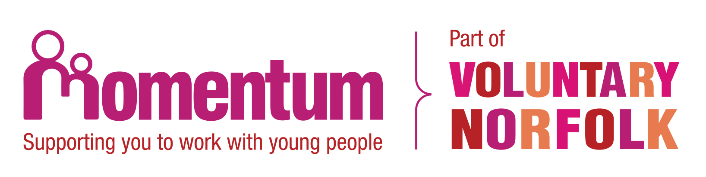 momentum
Supporting you to work with young people
Part of
VOLUNTARY
NORFOLK